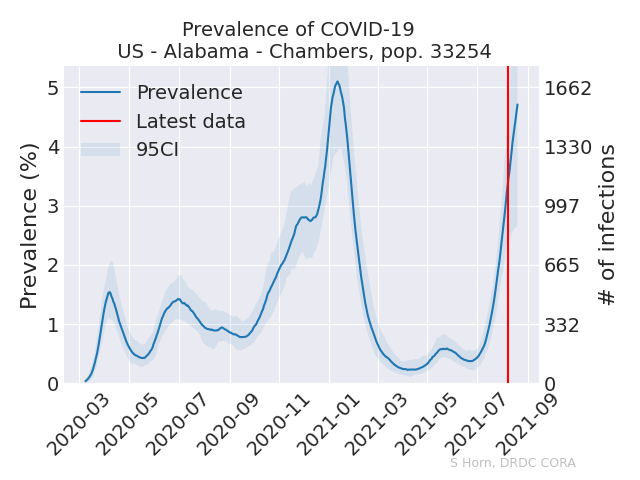 Prevalence of COVID-19
US - Alabama - Chambers, pop. 33254
Prevalence
Latest data
95CI
Prevalence (%)
5
4
3
2
1
0
1662
1330
997
665
332
0
# of infections
2020-03
2020-05
2020-07
2020-09
2020-11
2021-01
2021-03
2021-05
2021-07
2021-09
S Horn, DRDC CORA